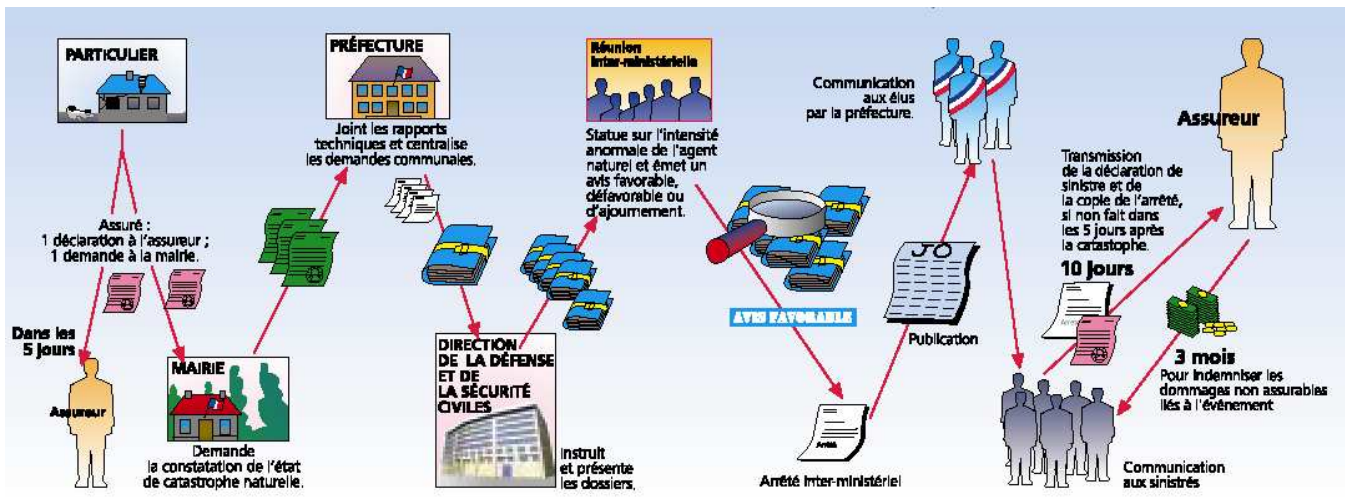 PARTICULIER
Assuré :
1 déclaration à l'assureur ;
1 demande à la mairie.
Dans les
5 jours
Assureur
MAIRIE
Demande
la constatation de l'état
de catastrophe naturelle.
PRÉFECTURE
Joint les rapports
techniques et centralise
les demandes communales.
DIRECTION
DE LA DÉFENSE
ET DE
LA SÉCURITÉ
CIVILES
Instruit
et présente
les dossiers.
Réunion
Inter-ministérielle
Statue sur l'intensité
anormale de l'agent
naturel et émet un
avis favorable,
défavorable ou
d'ajournement.
AVIS FAVORABLE
Arrêté
Arrêté Inter-ministériel
JO
Publication
Communication
aux élus
par la préfecture.
Transmission
de la déclaration de
sinistre et de
la copie de l'arrêté,
si non fait dans
les 5 jours après
la catastrophe.
10 Jours
Arrêté
Assureur
3 mois
Pour indemniser les
dommages non assurables
liés à l'événement
Communication
aux sinistrés